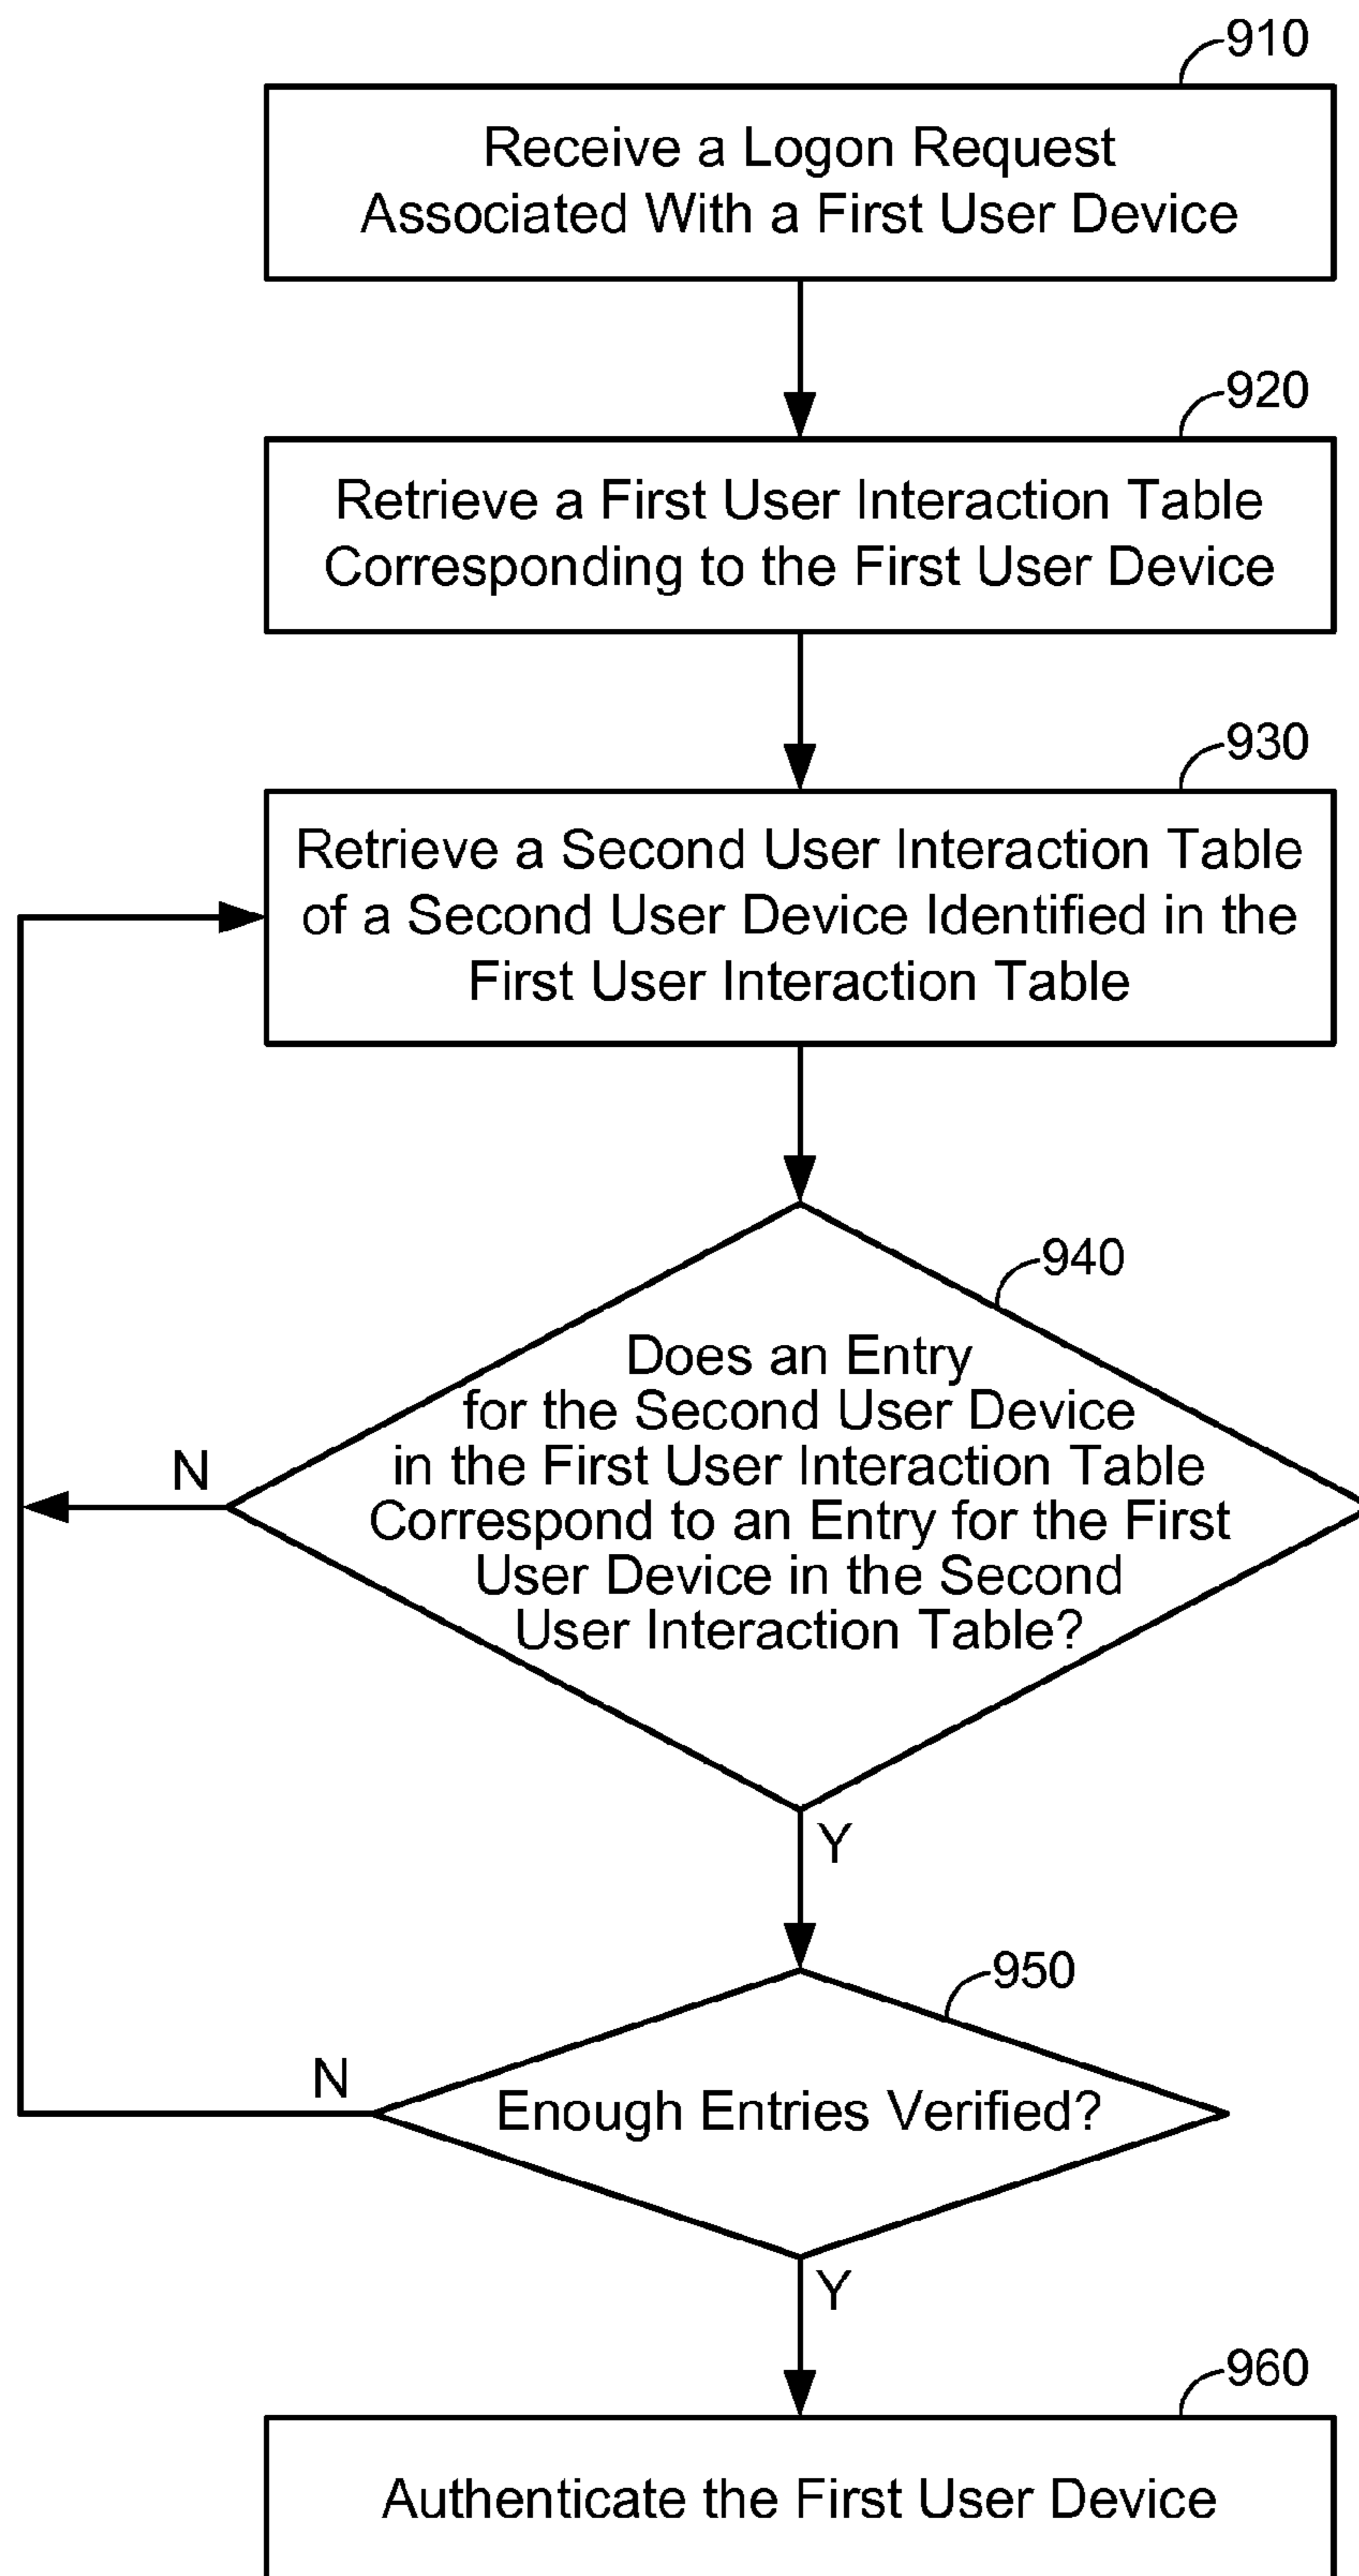 910
Receive a Logon Request
Associated With a First User Device
920
Retrieve a First User Interaction Table
Corresponding to the First User Device
930
Retrieve a Second User Interaction Table
of a Second User Device Identified in the
First User Interaction Table
940
Does an Entry
for the Second User Device
in the First User Interaction Table
Correspond to an Entry for the First
User Device in the Second
User Interaction Table?
N
Y
950
Enough Entries Verified?
N
Y
960
Authenticate the First User Device